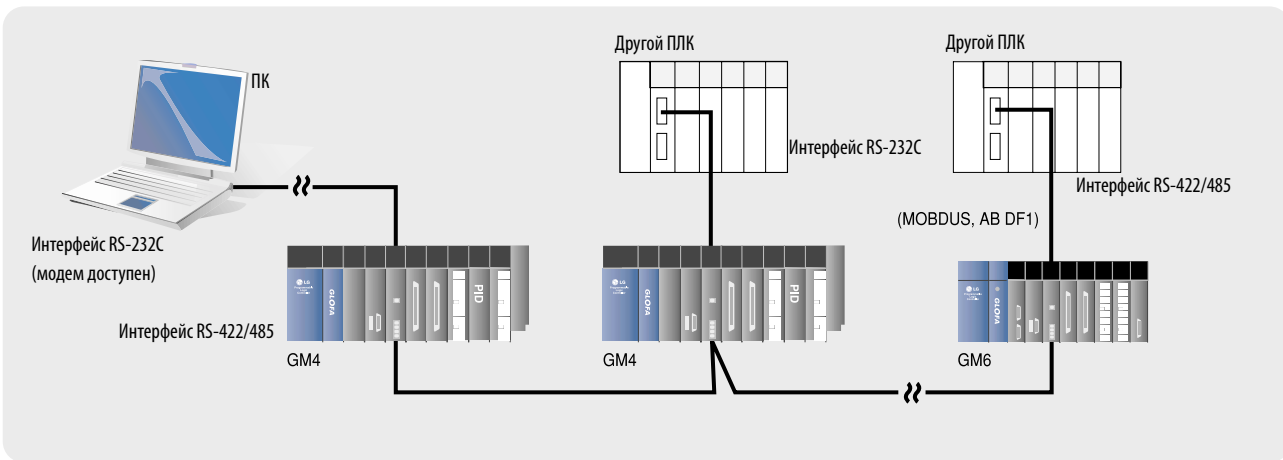 Другой ПЛК
Другой ПЛК
ПК
Интерфейс RS-232C
Интерфейс RS-422/485
(MOBDUS, AB DF1)
Интерфейс RS-232C
(модем доступен)
LG
GLOFA
PID
LG
GLOFA
PID
LG
GLOFA
Интерфейс RS-422/485
GM4
GM4
GM6